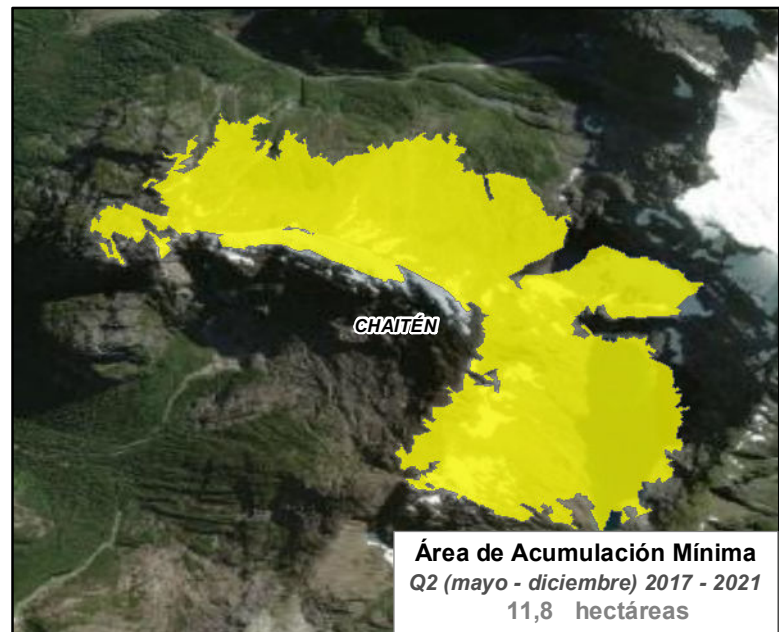 CHAITÉN
Área de Acumulación Mínima
Q2 (mayo - diciembre) 2017 - 2021
11,8 hectáreas